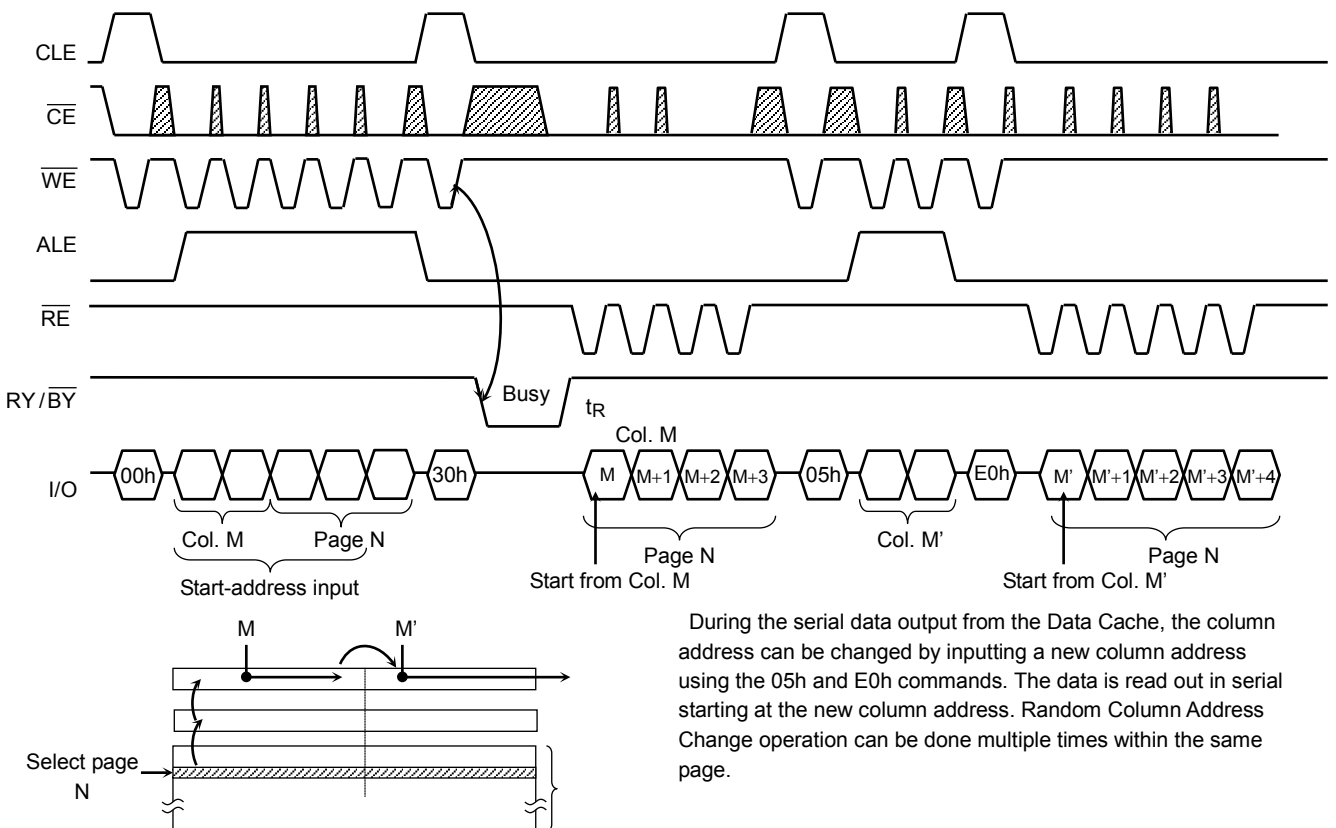 CLE
CE
WE
ALE
RE
RY/BY
Busy
tR
Col. M
I/O
00h
30h
M
M+1
M+2
M+3
05h
E0h
M'
M'+1
M'+2
M'+3
M'+4
Col. M
Page N
Page N
Col. M'
Page N
Start-address input
Start from Col. M
Start from Col. M'
M
M'
Select page
N
During the serial data output from the Data Cache, the column
address can be changed by inputting a new column address
using the 05h and E0h commands. The data is read out in serial
starting at the new column address. Random Column Address
Change operation can be done multiple times within the same
page.